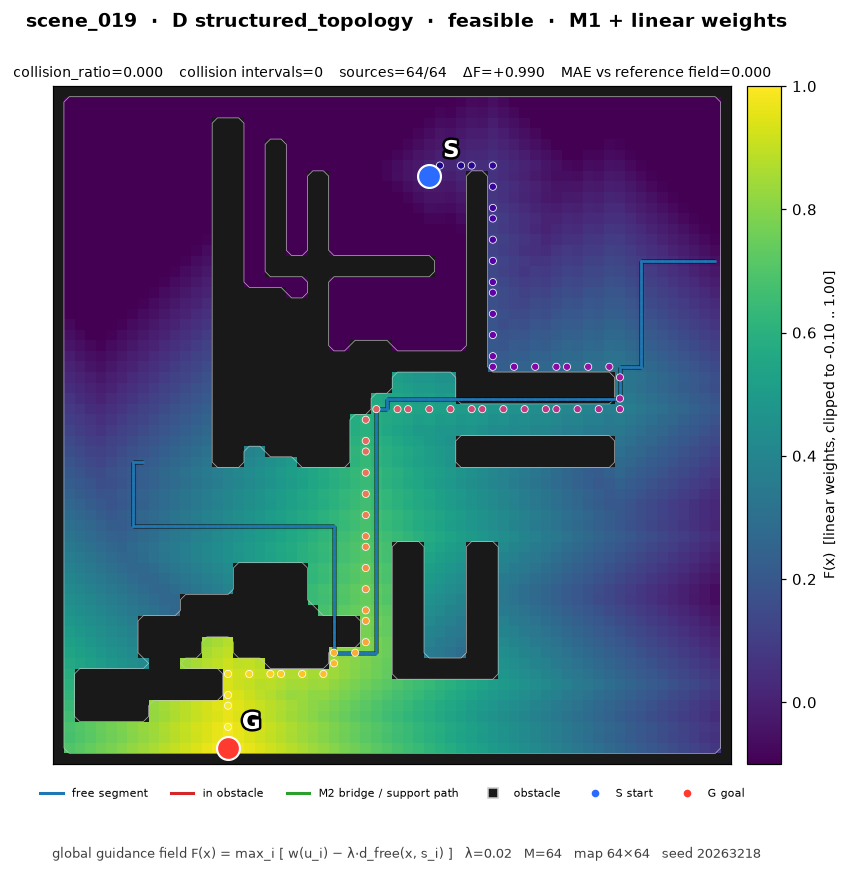 scene_019 · D structured_topology · feasible · M1 + linear weights
collision_ratio=0.000 collision intervals=0 sources=64/64 ΔF=+0.990 MAE vs reference field=0.000
S
G
1.0
0.8
0.6
0.4
0.2
0.0
F(x) [linear weights, clipped to -0.10 .. 1.00]
free segment
in obstacle
M2 bridge / support path
obstacle
S start
G goal
global guidance field F(x) = max_i [ w(u_i) − λ·d_free(x, s_i) ] λ=0.02 M=64 map 64×64 seed 20263218